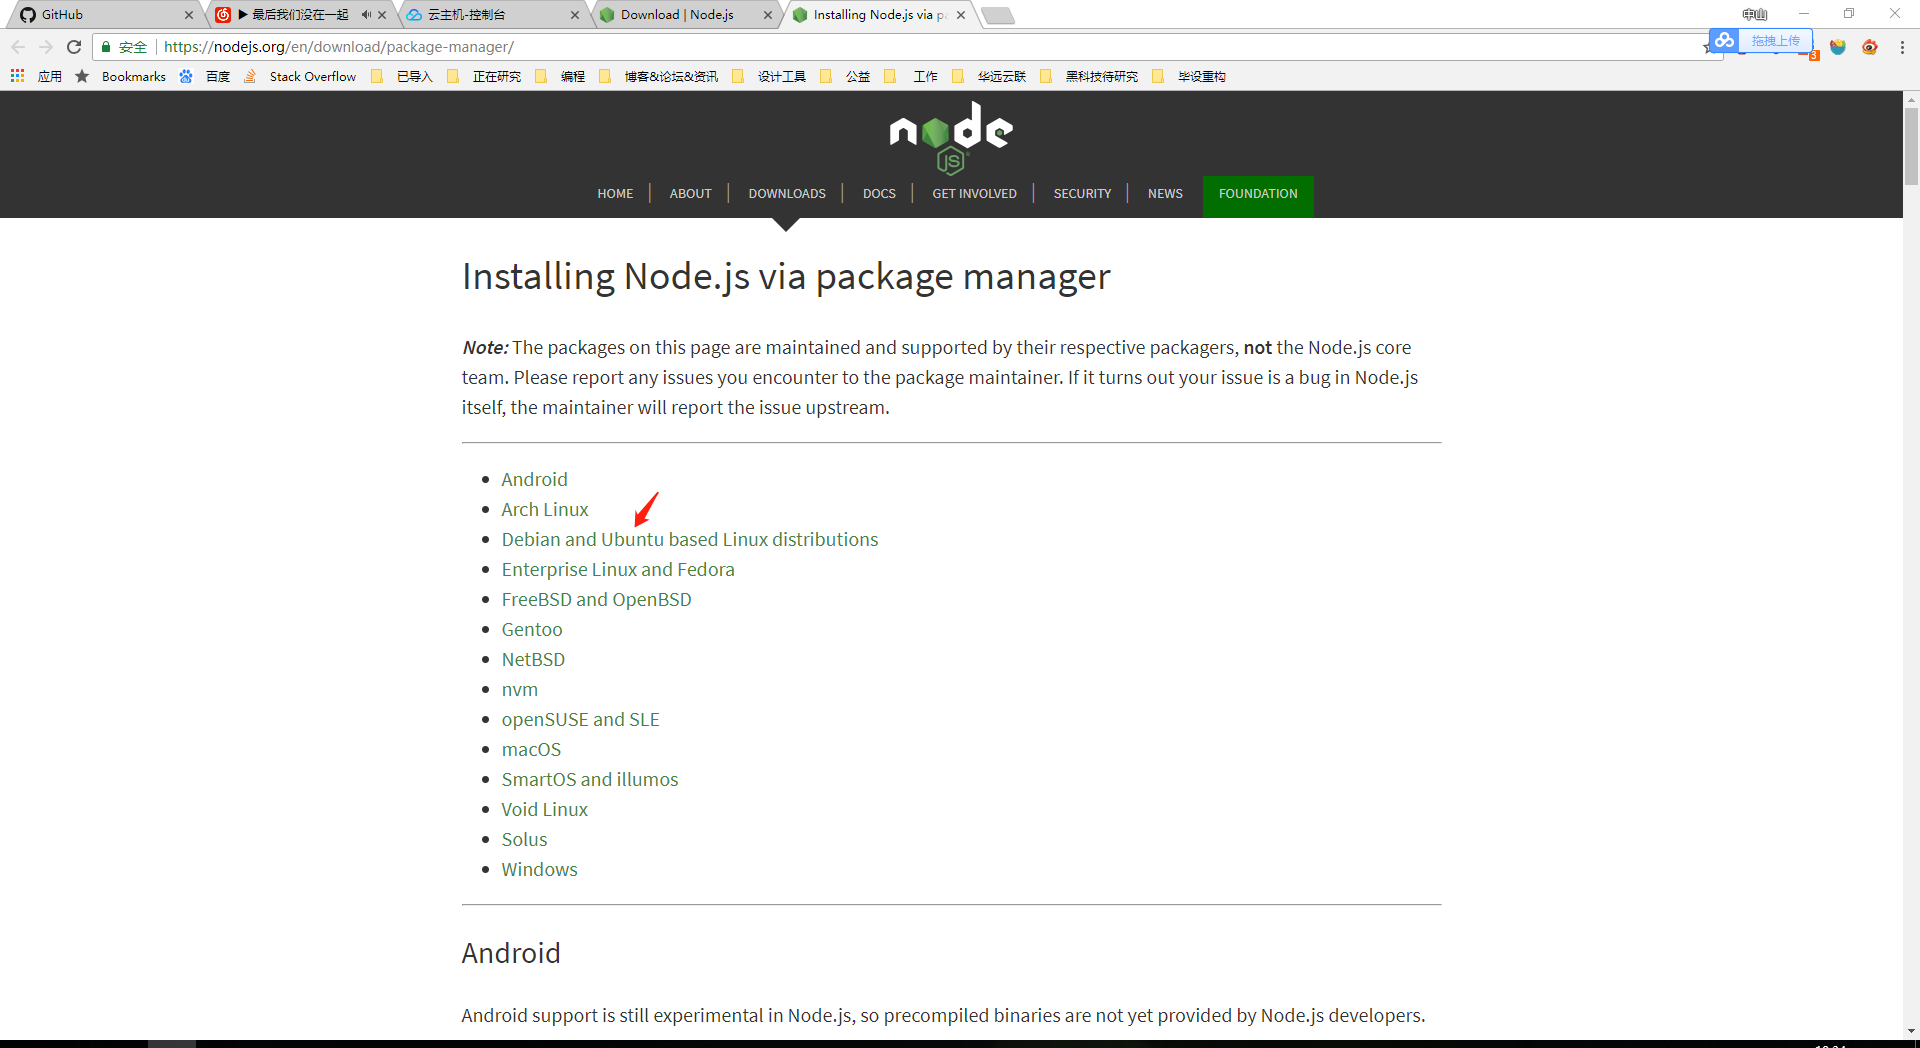 GitHub
▶ 最后我们没在一起
云主机-控制台
Download | Node.js
Installing Node.js via pa
中山
安全
https://nodejs.org/en/download/package-manager/
拖拽上传
3
应用
Bookmarks
百度
Stack Overflow
已导入
正在研究
编程
博客&论坛&资讯
设计工具
公益
工作
华远云联
黑科技待研究
毕设重构
node
JS
HOME
ABOUT
DOWNLOADS
DOCS
GET INVOLVED
SECURITY
NEWS
FOUNDATION
Installing Node.js via package manager
Note: The packages on this page are maintained and supported by their respective packagers, not the Node.js core
team. Please report any issues you encounter to the package maintainer. If it turns out your issue is a bug in Node.js
itself, the maintainer will report the issue upstream.
Android
Arch Linux
Debian and Ubuntu based Linux distributions
Enterprise Linux and Fedora
FreeBSD and OpenBSD
Gentoo
NetBSD
nvm
openSUSE and SLE
macOS
SmartOS and illumos
Void Linux
Solus
Windows
Android
Android support is still experimental in Node.js, so precompiled binaries are not yet provided by Node.js developers.